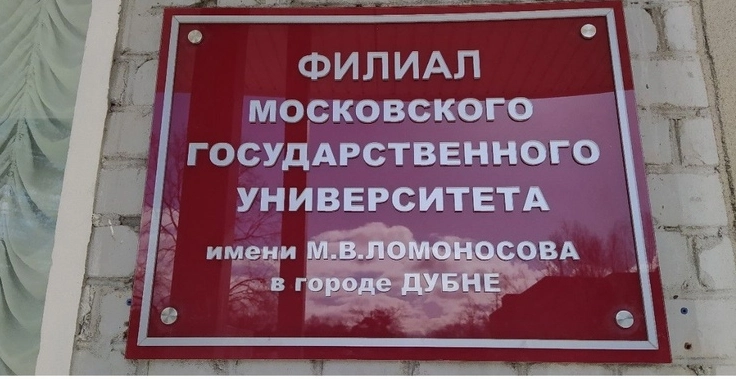 ФИЛИАЛ
МОСКОВСКОГО
ГОСУДАРСТВЕННОГО
УНИВЕРСИТЕТА
имени М.В.ЛОМОНОСОВА
в городе ДУБНЕ